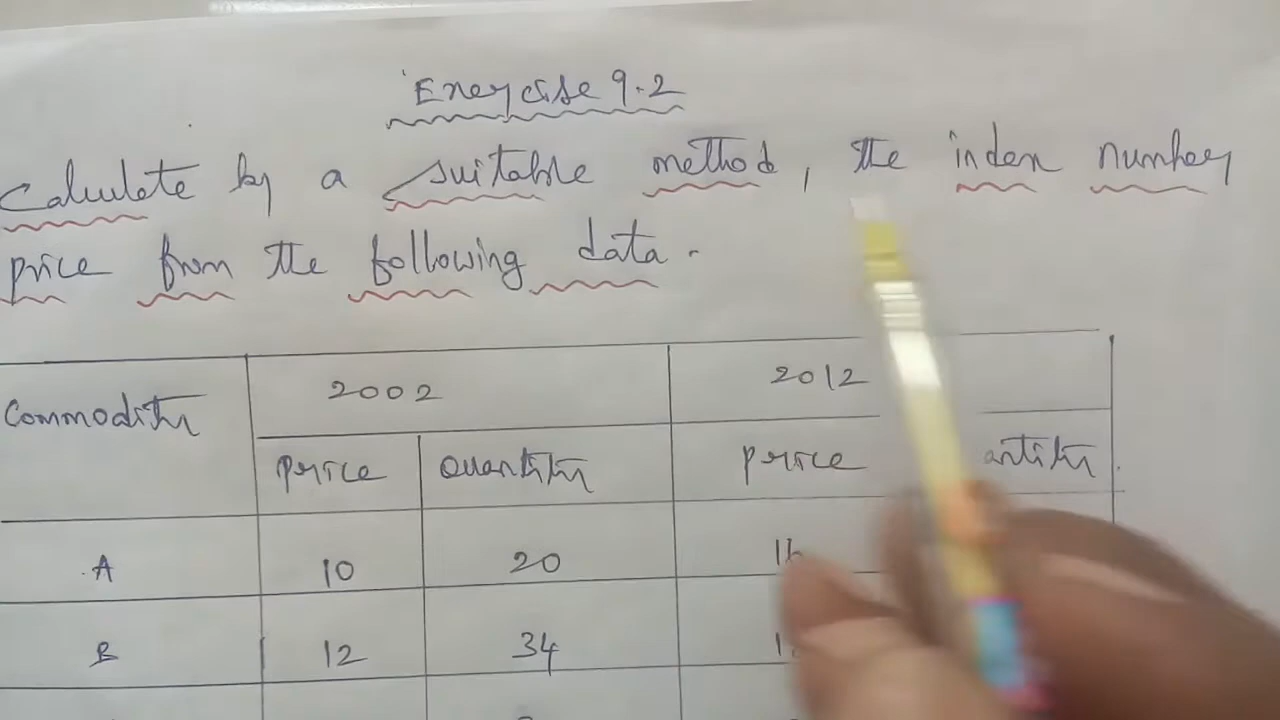 Exercise 9.2
Calculate by a suitable method, the index number
price from the following data.
Commodity 2002 2012
price Quantity price antity
A 10 20
B 12 34